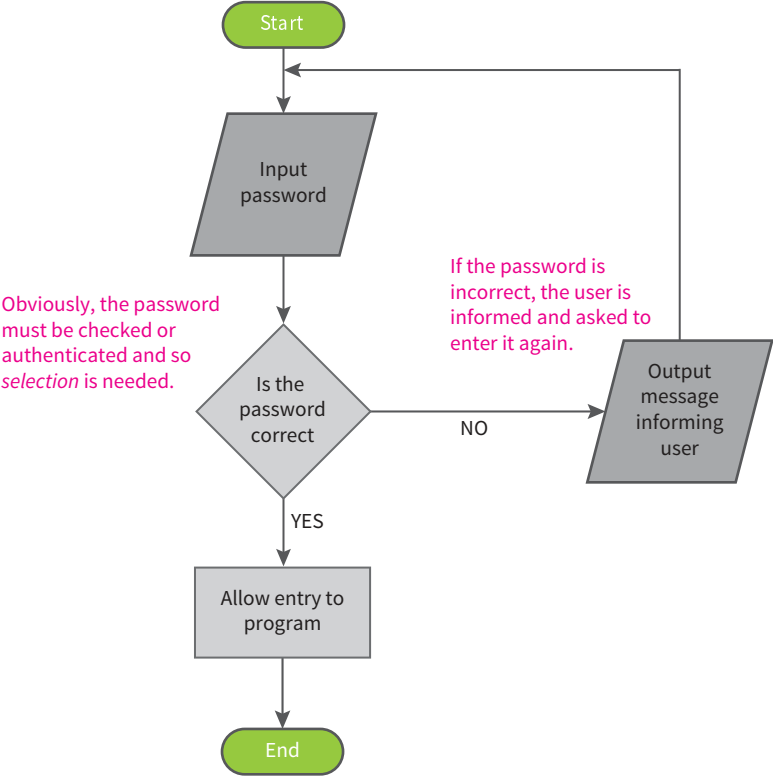 Start
Input
password
Obviously, the password
must be checked or
authenticated and so
selection is needed.
If the password is
incorrect, the user is
informed and asked to
enter it again.
Is the
password
correct
NO
Output
message
informing
user
YES
Allow entry to
program
End